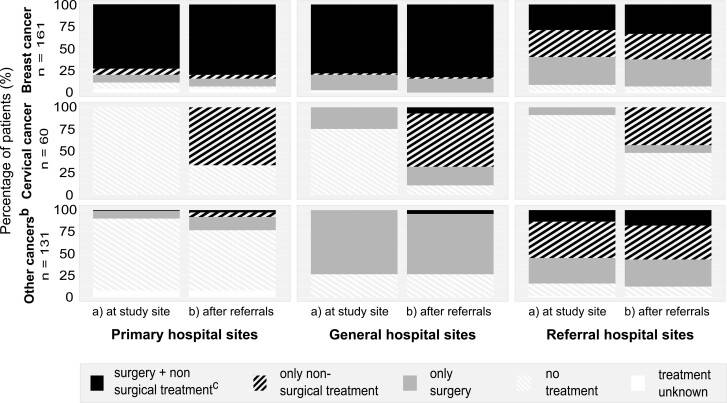 Percentage of patients (%)
Breast cancer
n = 161
100
75
50
25
0
Cervical cancer
n = 60
100
75
50
25
0
Other cancersᵇ
n = 131
100
75
50
25
0
a) at study site b) after referrals a) at study site b) after referrals a) at study site b) after referrals
Primary hospital sites General hospital sites Referral hospital sites
surgery + non
surgical treatmentᶜ
only non-
surgical treatment
only
surgery
no
treatment
treatment
unknown